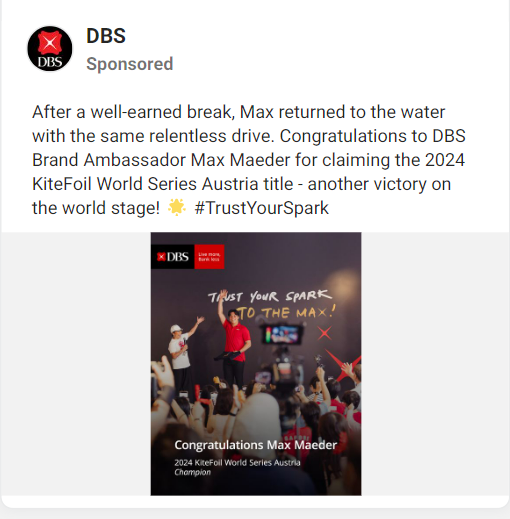 DBS
DBS
Sponsored
After a well-earned break, Max returned to the water
with the same relentless drive. Congratulations to DBS
Brand Ambassador Max Maeder for claiming the 2024
KiteFoil World Series Austria title - another victory on
the world stage! 🌟 #TrustYourSpark
DBS
Live more,
Bank less
TRUST YOUR SPARK
TO THE MAX!
Congratulations Max Maeder
2024 KiteFoil World Series Austria
Champion